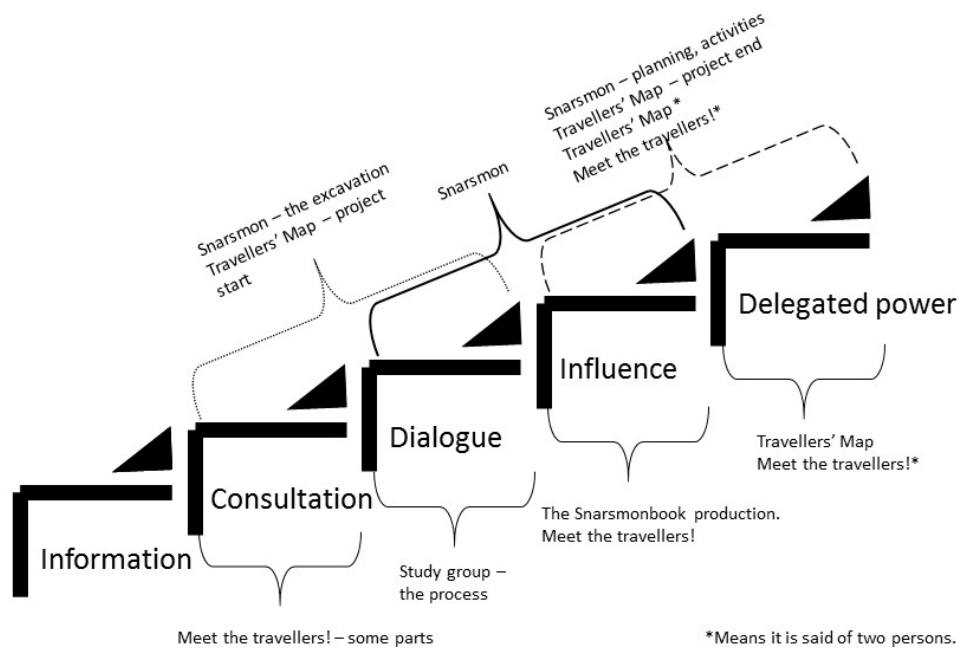 Snarsmon – planning, activities
Travellers' Map – project end
Travellers' Map *
Meet the travellers!*
Snarsmon
Snarsmon – the excavation
Travellers' Map – project
start
Delegated power
Influence
Dialogue
Consultation
Information
Travellers' Map
Meet the travellers!*
The Snarsmonbook production.
Meet the travellers!
Study group –
the process
Meet the travellers! – some parts
*Means it is said of two persons.